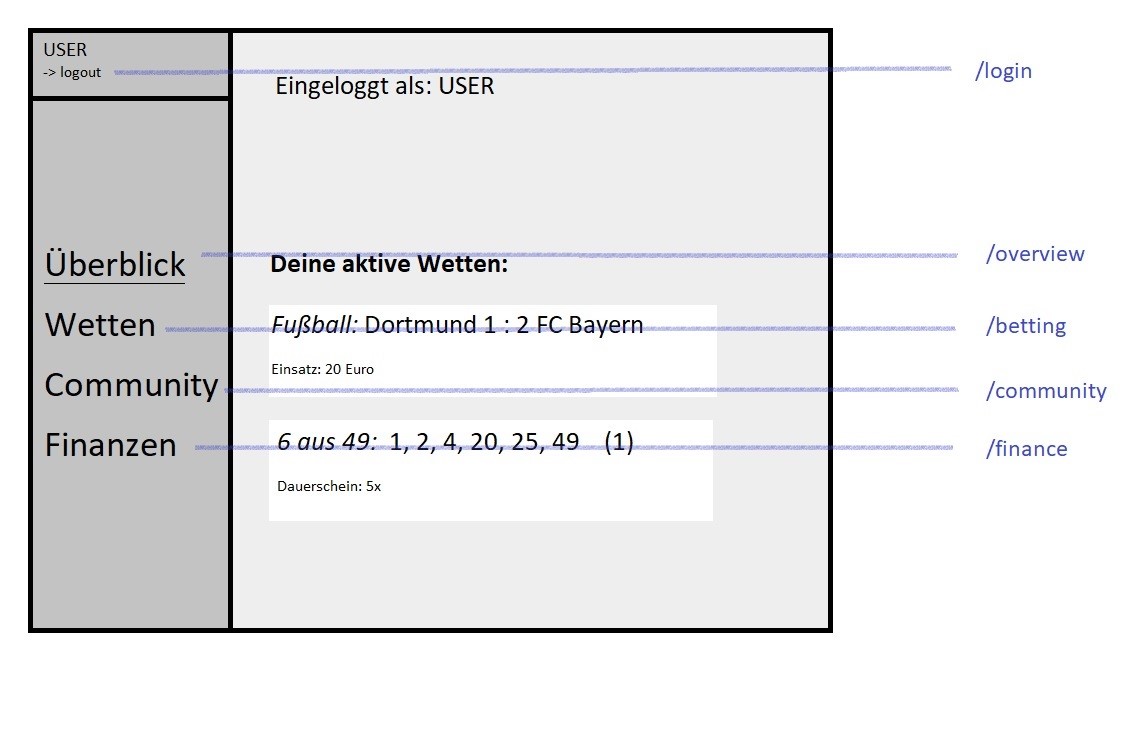 USER
-> logout
/login
Eingeloggt als: USER
Überblick
/overview
Wetten
/betting
Community
/community
Finanzen
/finance
Deine aktive Wetten:
Fußball: Dortmund 1 : 2 FC Bayern
Einsatz: 20 Euro
6 aus 49: 1, 2, 4, 20, 25, 49 (1)
Dauerschein: 5x